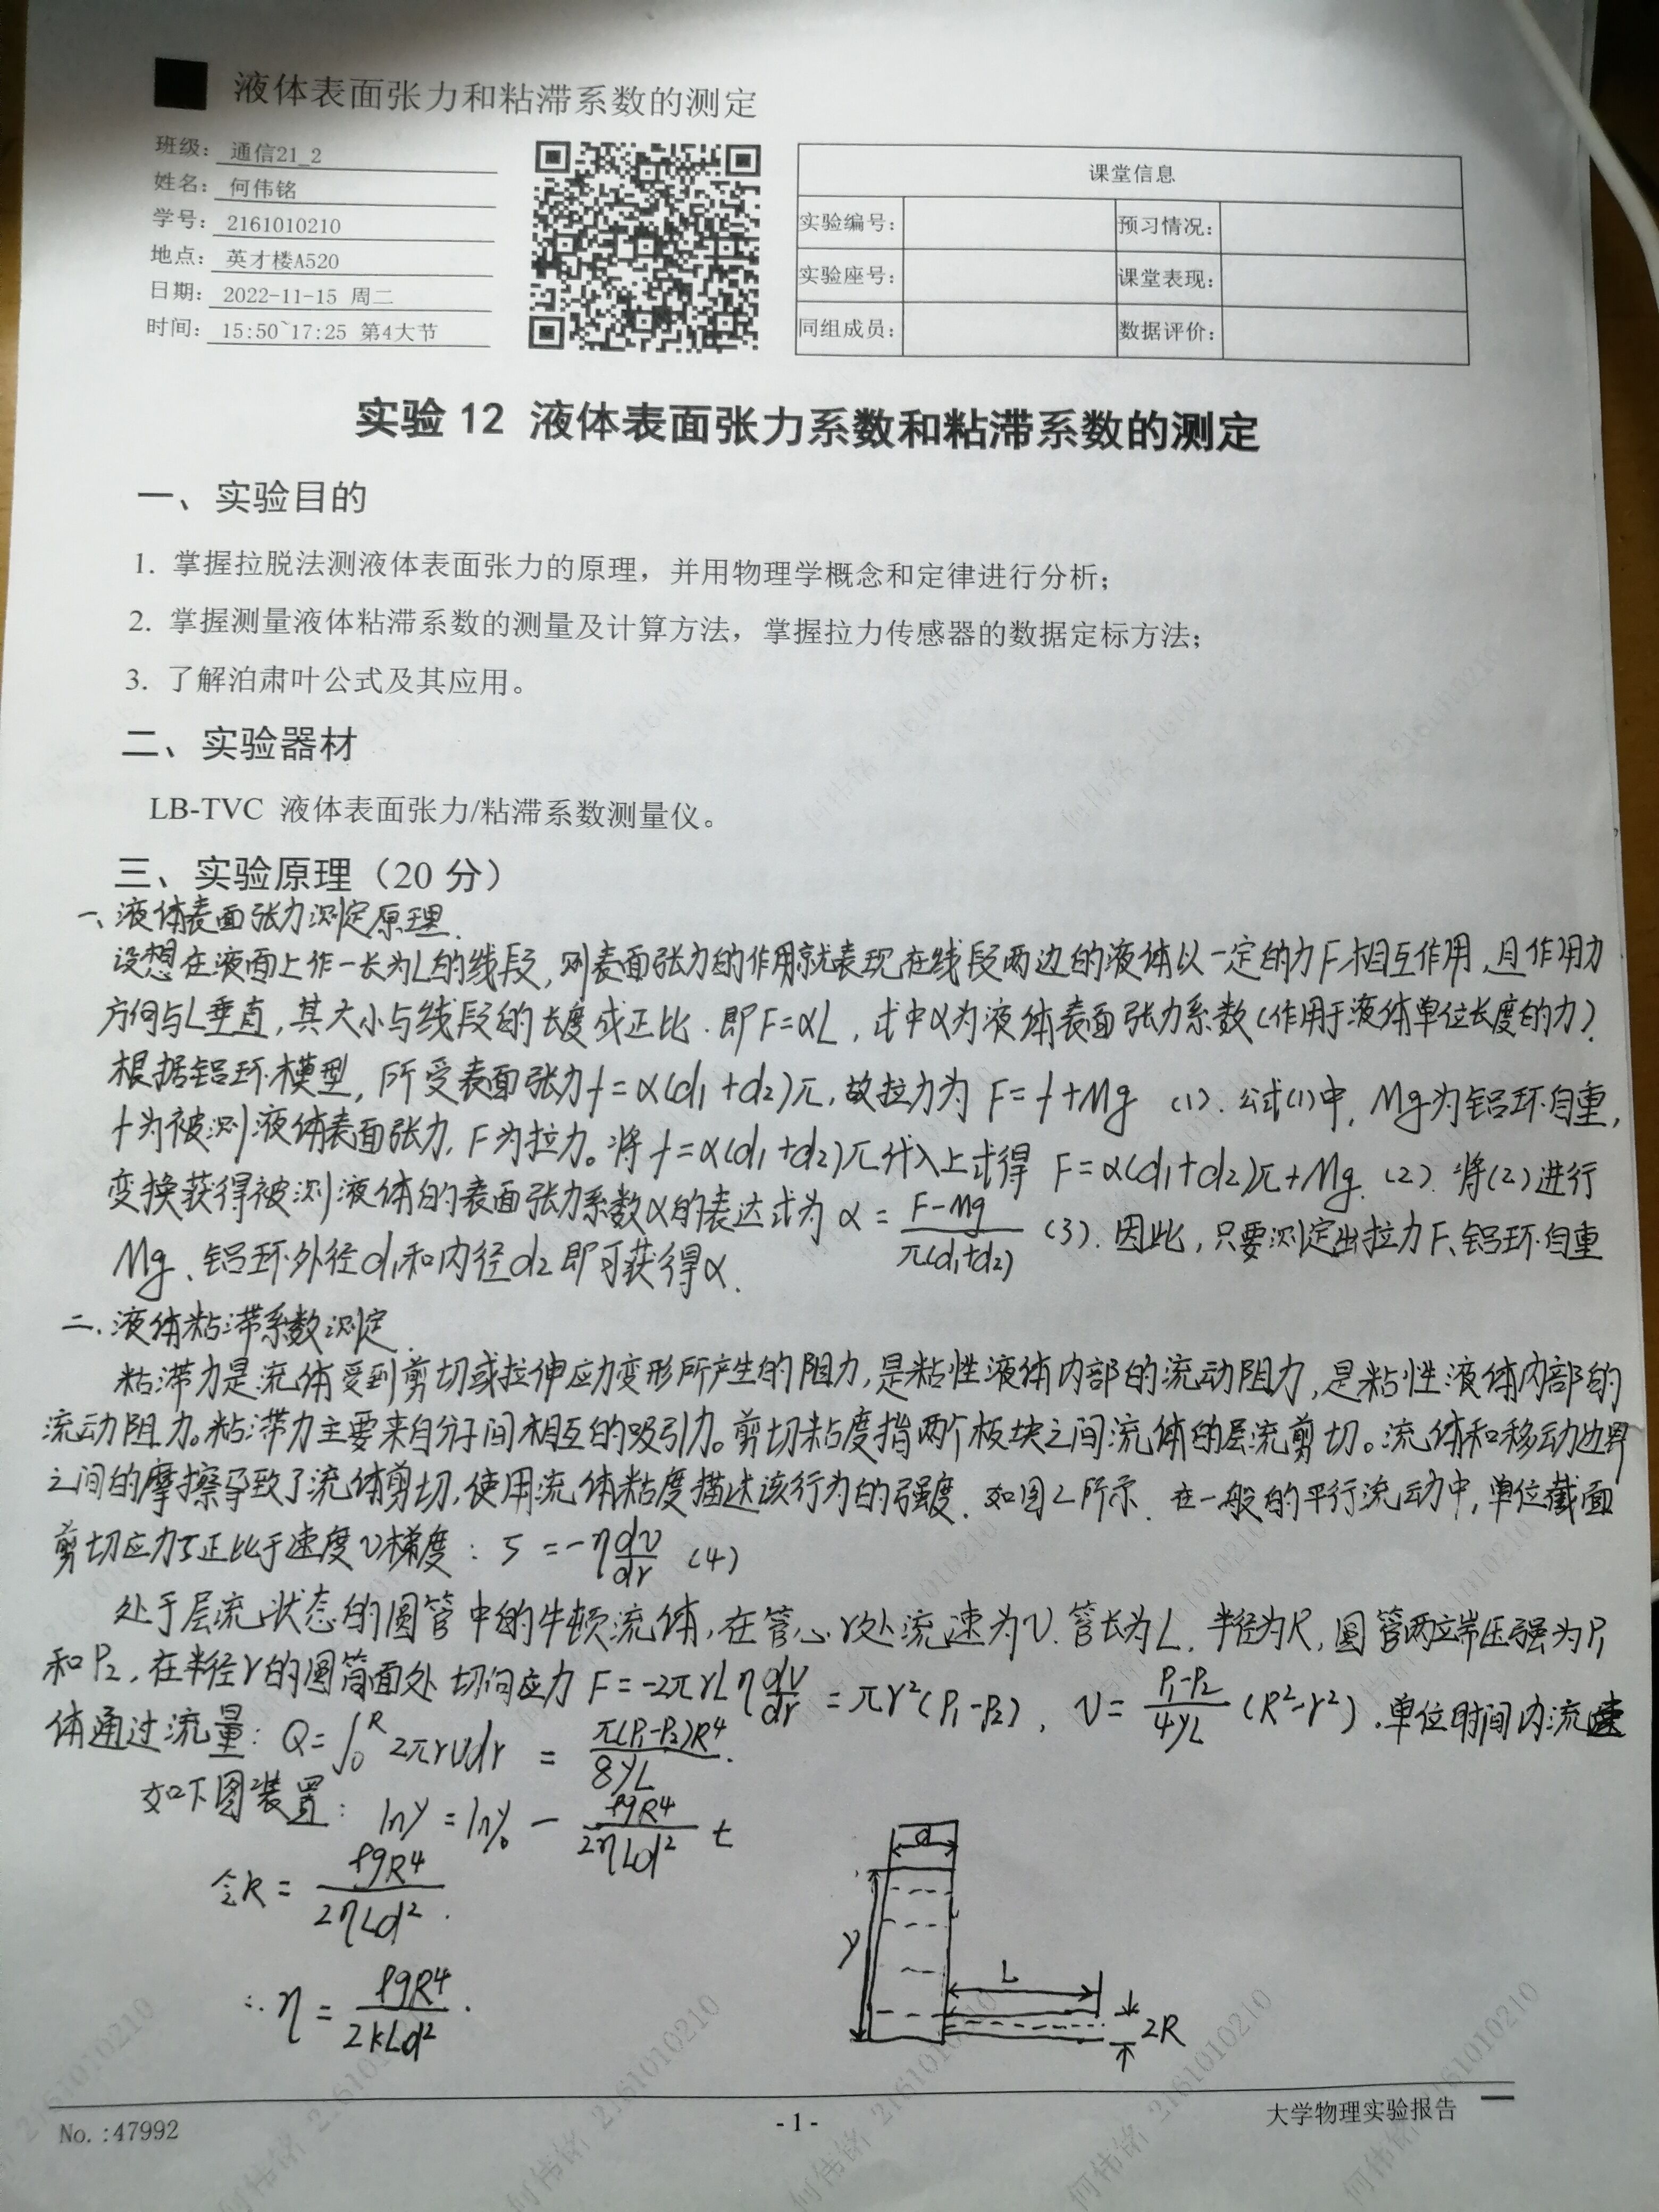 液体表面张力和粘滞系数的测定
班级: 通信21_2
姓名: 何伟铭
学号: 2161010210
地点: 英才楼A520
日期: 2022-11-15 周二
时间: 15:50~17:25 第4大节
课堂信息
实验编号: 预习情况:
实验座号: 课堂表现:
同组成员: 数据评价:
实验 12 液体表面张力系数和粘滞系数的测定
一、实验目的
1. 掌握拉脱法测液体表面张力的原理，并用物理学概念和定律进行分析；
2. 掌握测量液体粘滞系数的测量及计算方法，掌握拉力传感器的数据定标方法；
3. 了解泊肃叶公式及其应用。
二、实验器材
LB-TVC 液体表面张力/粘滞系数测量仪。
三、实验原理（20 分）
一、液体表面张力测定原理.
设想在液面上作一长为L的线段，则表面张力的作用就表现在线段两边的液体以一定的力F相互作用，且作用力
方向与L垂直，其大小与线段的长度成正比.即F=αL，式中α为液体表面张力系数(作用于液体单位长度的力).
根据铝环模型，所受表面张力f=α(d1+d2)π,故拉力为 F=f+Mg (1).公式(1)中，Mg为铝环自重，
f为被测液体表面张力，F为拉力。将f=α(d1+d2)π代入上式得 F=α(d1+d2)π+Mg.(2).将(2)进行
变换获得被测液体的表面张力系数α的表达式为 α = F-Mg / π(d1+d2) (3).因此，只要测定出拉力F、铝环自重
Mg、铝环外径d1和内径d2即可获得α.
二.液体粘滞系数测定.
粘滞力是流体受到剪切或拉伸应力变形所产生的阻力，是粘性液体内部的流动阻力，是粘性液体内部的
流动阻力。粘滞力主要来自分子间相互的吸引力。剪切粘度指两个板块之间流体的层流剪切。流体和移动边界
之间的摩擦导致了流体剪切，使用流体粘度描述该行为的强度.如图2所示.在一般的平行流动中，单位截面
剪切应力τ正比于速度v梯度: τ = -η dv/dr (4)
处于层流状态的圆管中的牛顿流体，在管心r处流速为v.管长为L,半径为R,圆管两端压强为P1
和P2,在半径r的圆筒面处切向应力 F=-2πrLη dv/dr = πr²(P1-P2), v= P1-P2 / 4yL (R²-r²).单位时间内流
体通过流量: Q=∫0^R 2πrvdr = π(P1-P2)R⁴ / 8yL.
如下图装置: lny = lny0 - ρgR⁴ / 2ηLd² t
令k = ρgR⁴ / 2ηLd².
∴ η = ρgR⁴ / 2kLd².
d
y
L
2R
No.:47992
- 1 -
大学物理实验报告
何伟铭 2161010210